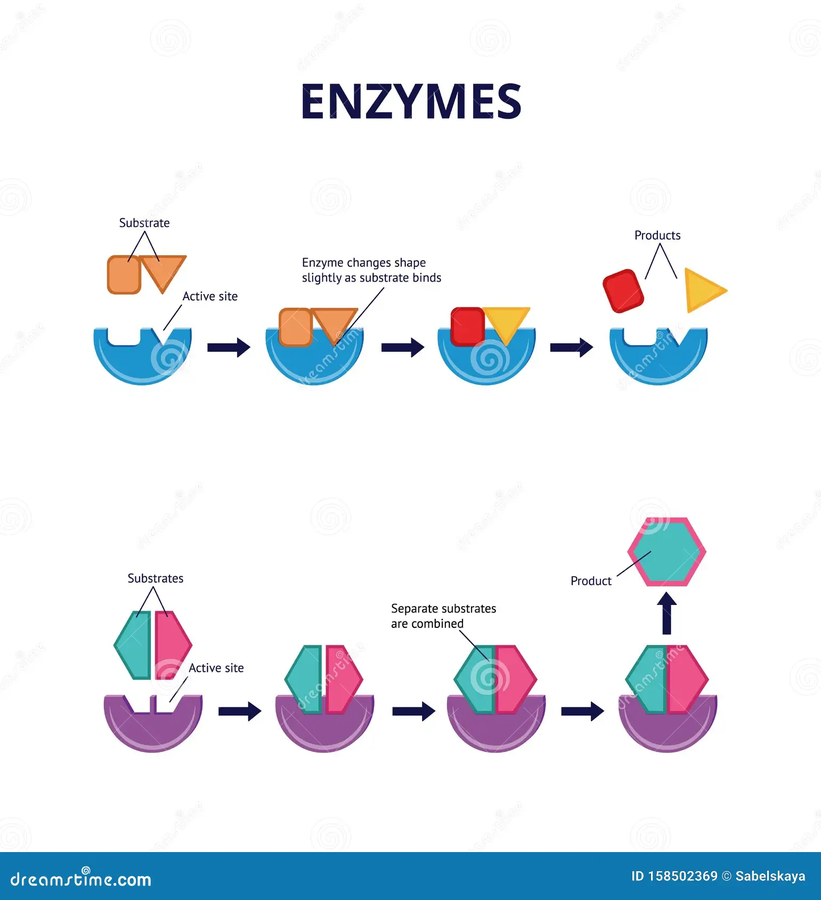 ENZYMES
Substrate
Active site
Enzyme changes shape
slightly as substrate binds
Products
Substrates
Active site
Separate substrates
are combined
Product
dreamstime.com
ID 158502369 © Sabelskaya